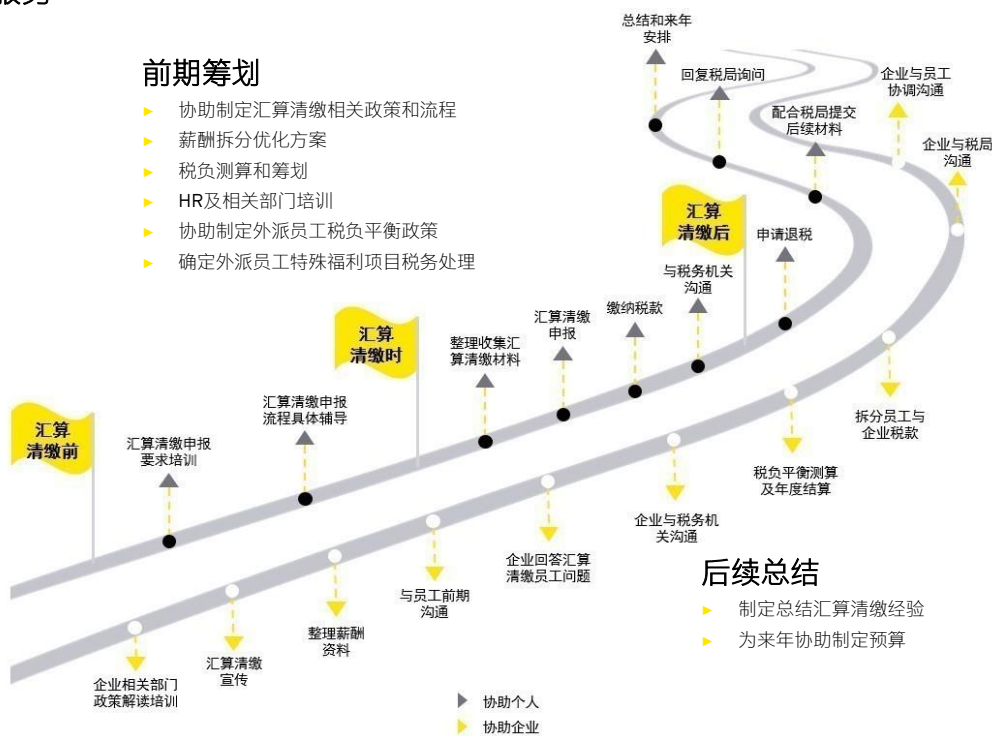 前期筹划
协助制定汇算清缴相关政策和流程
薪酬拆分优化方案
税负测算和筹划
HR及相关部门培训
协助制定外派员工税负平衡政策
确定外派员工特殊福利项目税务处理
总结和来年
安排
回复税局询问
配合税局提交
后续材料
企业与员工
协调沟通
企业与税局
沟通
汇算
清缴后
申请退税
与税务机关
沟通
缴纳税款
汇算清缴
申报
整理收集汇
算清缴材料
汇算
清缴时
汇算清缴申报
流程具体辅导
汇算清缴申报
要求培训
汇算
清缴前
拆分员工与
企业税款
税负平衡测算
及年度结算
企业与税务机
关沟通
企业回答汇算
清缴员工问题
与员工前期
沟通
整理薪酬
资料
汇算清缴
宣传
企业相关部门
政策解读培训
后续总结
制定总结汇算清缴经验
为来年协助制定预算
协助个人
协助企业